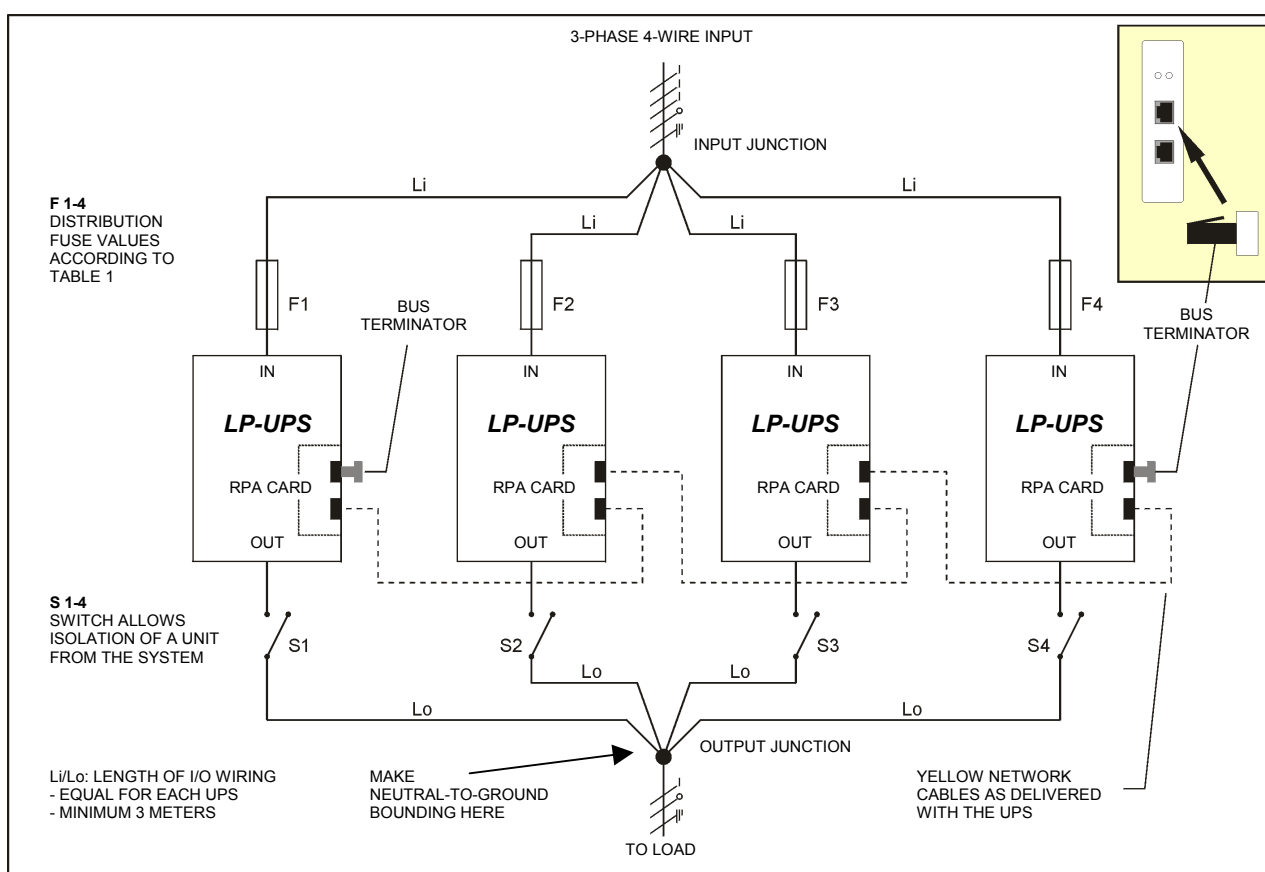 3-PHASE 4-WIRE INPUT
INPUT JUNCTION
Li
Li
Li
Li
F 1-4
DISTRIBUTION
FUSE VALUES
ACCORDING TO
TABLE 1
F1
F2
F3
F4
BUS
TERMINATOR
BUS
TERMINATOR
IN
IN
IN
IN
LP-UPS
LP-UPS
LP-UPS
LP-UPS
RPA CARD
RPA CARD
RPA CARD
RPA CARD
OUT
OUT
OUT
OUT
S 1-4
SWITCH ALLOWS
ISOLATION OF A UNIT
FROM THE SYSTEM
S1
S2
S3
S4
Lo
Lo
Lo
Lo
OUTPUT JUNCTION
Li/Lo: LENGTH OF I/O WIRING
- EQUAL FOR EACH UPS
- MINIMUM 3 METERS
MAKE
NEUTRAL-TO-GROUND
BOUNDING HERE
YELLOW NETWORK
CABLES AS DELIVERED
WITH THE UPS
TO LOAD